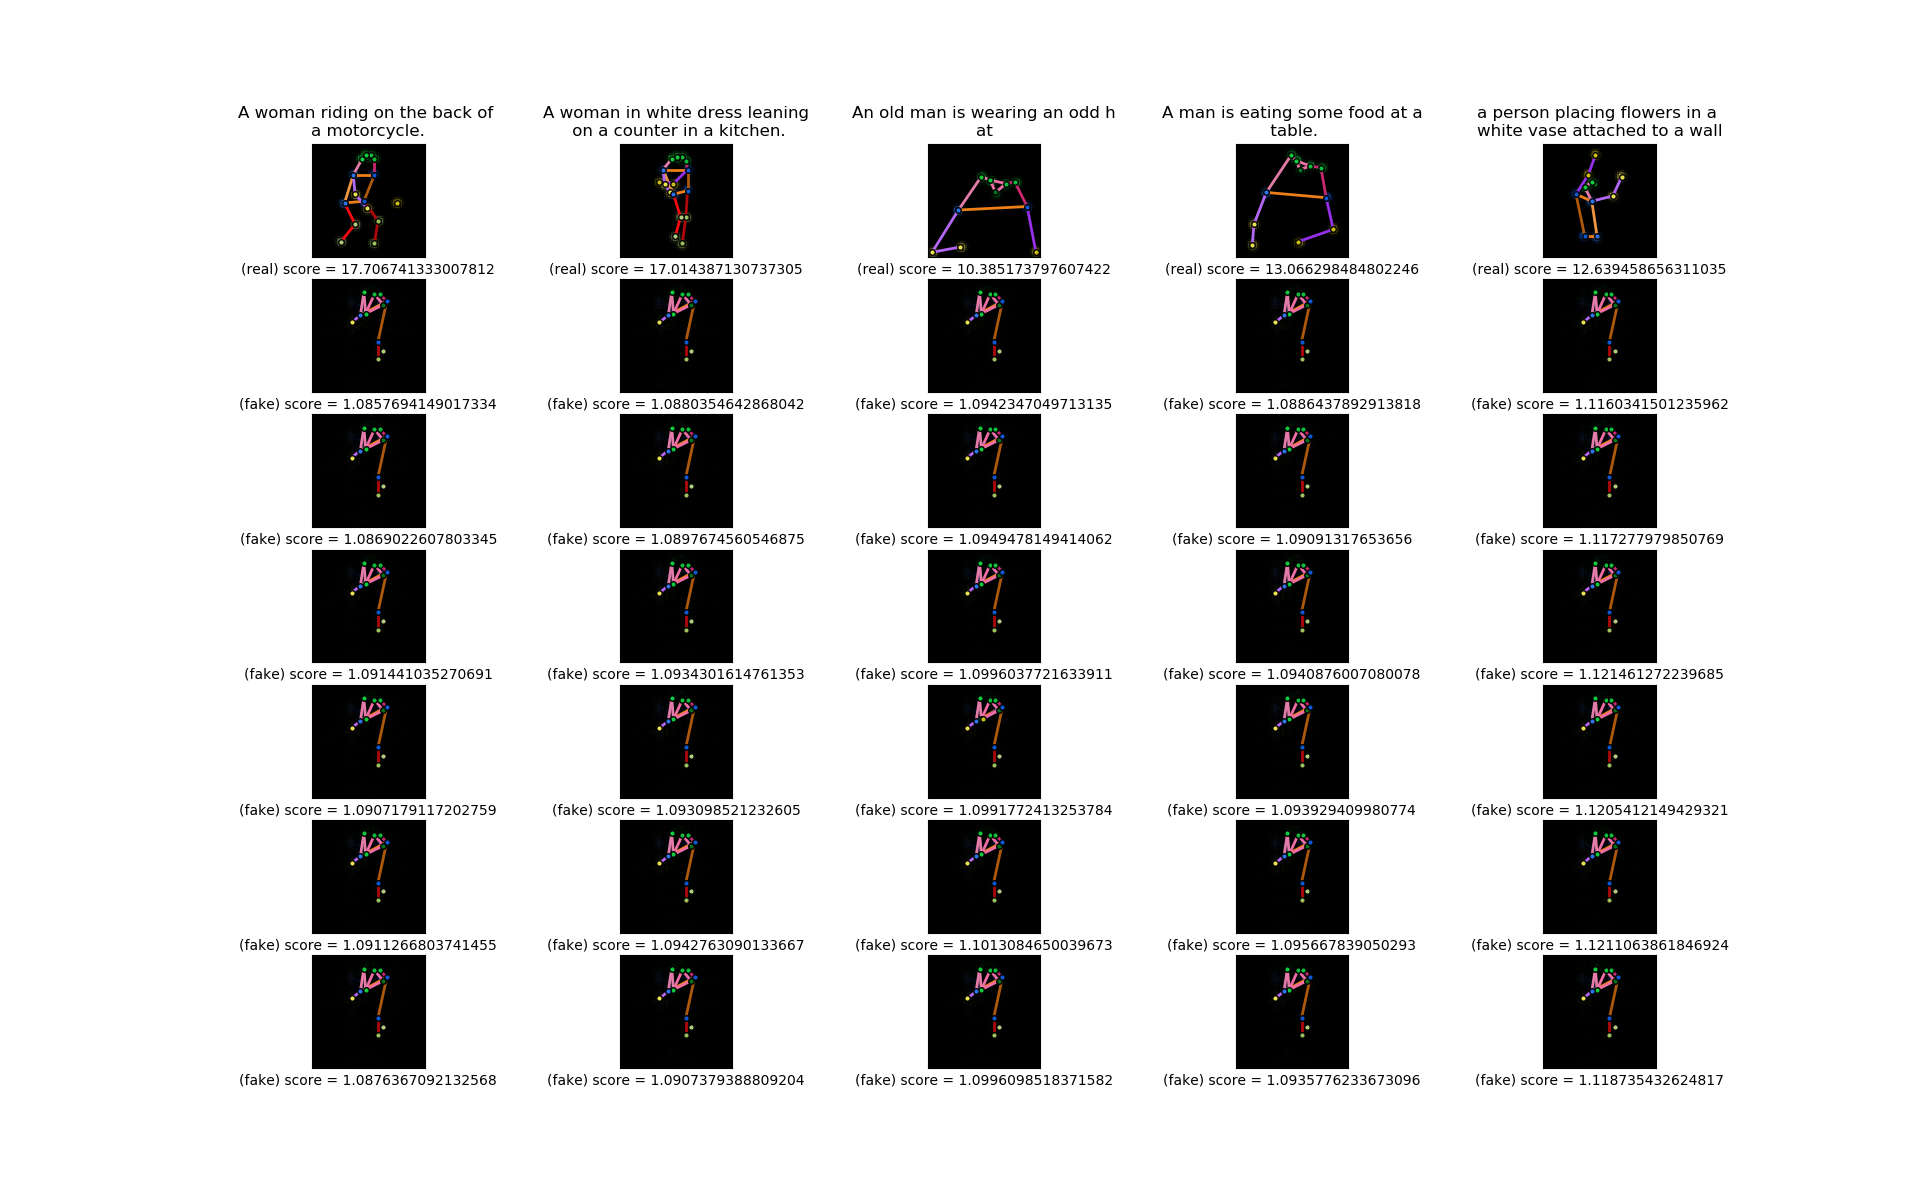 A woman riding on the back of
a motorcycle.
A woman in white dress leaning
on a counter in a kitchen.
An old man is wearing an odd h
at
A man is eating some food at a
table.
a person placing flowers in a
white vase attached to a wall
(real) score = 17.706741333007812
(real) score = 17.014387130737305
(real) score = 10.385173797607422
(real) score = 13.066298484802246
(real) score = 12.639458656311035
(fake) score = 1.0857694149017334
(fake) score = 1.0880354642868042
(fake) score = 1.0942347049713135
(fake) score = 1.0886437892913818
(fake) score = 1.1160341501235962
(fake) score = 1.0869022607803345
(fake) score = 1.0897674560546875
(fake) score = 1.0949478149414062
(fake) score = 1.09091317653656
(fake) score = 1.117277979850769
(fake) score = 1.091441035270691
(fake) score = 1.0934301614761353
(fake) score = 1.0996037721633911
(fake) score = 1.0940876007080078
(fake) score = 1.121461272239685
(fake) score = 1.0907179117202759
(fake) score = 1.093098521232605
(fake) score = 1.0991772413253784
(fake) score = 1.093929409980774
(fake) score = 1.1205412149429321
(fake) score = 1.0911266803741455
(fake) score = 1.0942763090133667
(fake) score = 1.1013084650039673
(fake) score = 1.095667839050293
(fake) score = 1.1211063861846924
(fake) score = 1.0876367092132568
(fake) score = 1.0907379388809204
(fake) score = 1.0996098518371582
(fake) score = 1.0935776233673096
(fake) score = 1.118735432624817